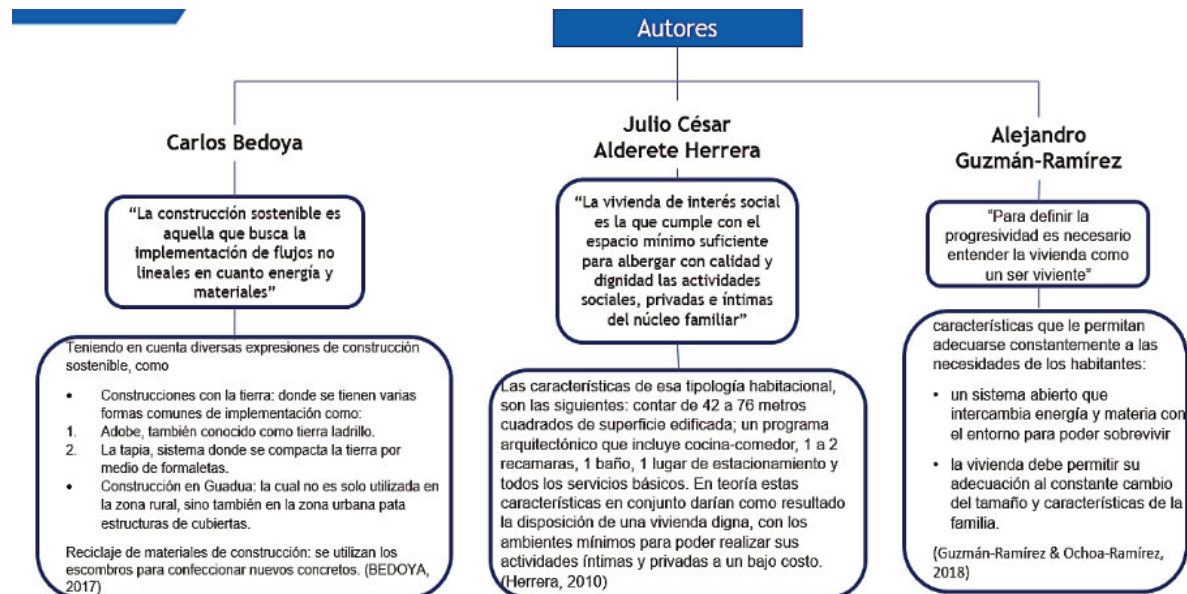 Autores
Carlos Bedoya
“La construcción sostenible es
aquella que busca la
implementación de flujos no
lineales en cuanto energía y
materiales”
Teniendo en cuenta diversas expresiones de construcción
sostenible, como
• Construcciones con la tierra: donde se tienen varias
formas comunes de implementación como:
1. Adobe, también conocido como tierra ladrillo.
2. La tapia, sistema donde se compacta la tierra por
medio de formaletas.
• Construcción en Guadua: la cual no es solo utilizada en
la zona rural, sino también en la zona urbana pata
estructuras de cubiertas.
Reciclaje de materiales de construcción: se utilizan los
escombros para confeccionar nuevos concretos. (BEDOYA,
2017)
Julio César
Alderete Herrera
“La vivienda de interés social
es la que cumple con el
espacio mínimo suficiente
para albergar con calidad y
dignidad las actividades
sociales, privadas e íntimas
del núcleo familiar”
Las características de esa tipología habitacional,
son las siguientes: contar de 42 a 76 metros
cuadrados de superficie edificada; un programa
arquitectónico que incluye cocina-comedor, 1 a 2
recamaras, 1 baño, 1 lugar de estacionamiento y
todos los servicios básicos. En teoría estas
características en conjunto darían como resultado
la disposición de una vivienda digna, con los
ambientes mínimos para poder realizar sus
actividades íntimas y privadas a un bajo costo.
(Herrera, 2010)
Alejandro
Guzmán-Ramírez
“Para definir la
progresividad es necesario
entender la vivienda como
un ser viviente”
características que le permitan
adecuarse constantemente a las
necesidades de los habitantes:
• un sistema abierto que
intercambia energía y materia con
el entorno para poder sobrevivir
• la vivienda debe permitir su
adecuación al constante cambio
del tamaño y características de la
familia.
(Guzmán-Ramírez & Ochoa-Ramírez,
2018)